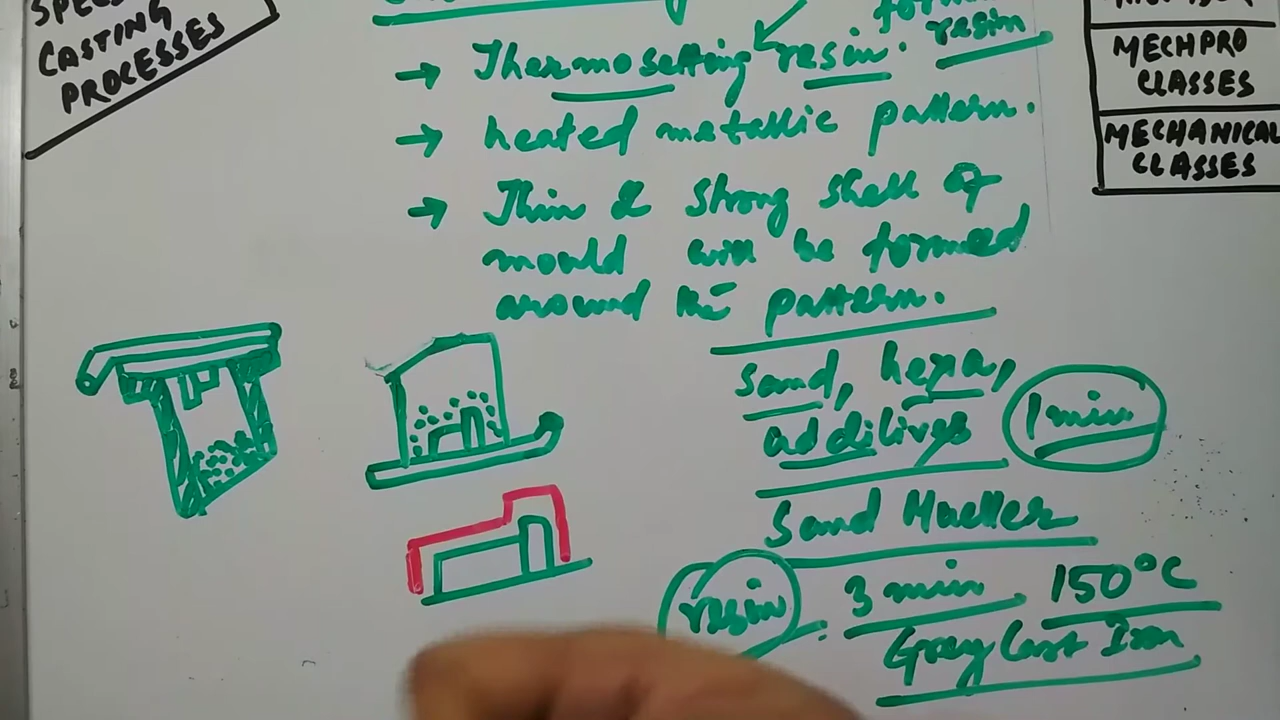 CASTING
PROCESSES
→ Thermosetting resin.
resin
→ heated metallic pattern.
→ Thin & strong shell of
mould will be formed
around the pattern.
sand, hexa,
additives
1 min
Sand Mueller
resin
3 min
150°C
Grey Cast Iron
MECHPRO
CLASSES
MECHANICAL
CLASSES